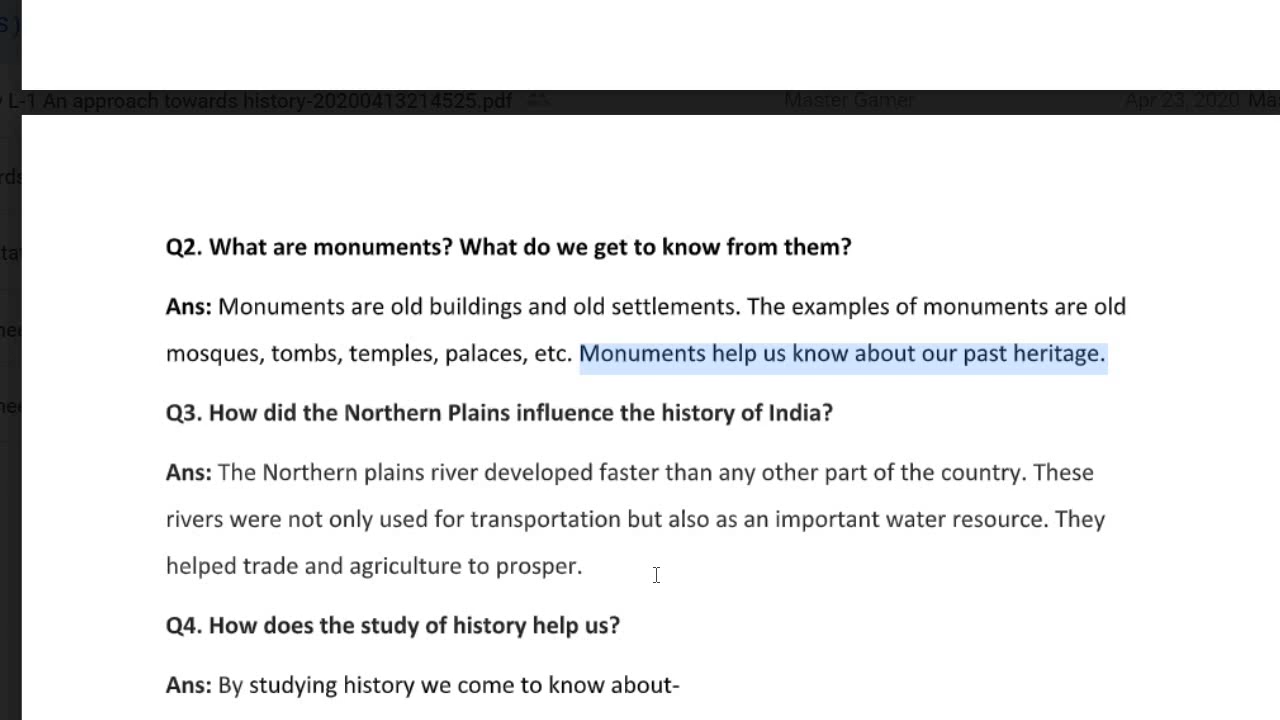 S)
L-1 An approach towards history-20200413214525.pdf Master Gamer Apr 23, 2020
Q2. What are monuments? What do we get to know from them?
Ans: Monuments are old buildings and old settlements. The examples of monuments are old
mosques, tombs, temples, palaces, etc. Monuments help us know about our past heritage.
Q3. How did the Northern Plains influence the history of India?
Ans: The Northern plains river developed faster than any other part of the country. These
rivers were not only used for transportation but also as an important water resource. They
helped trade and agriculture to prosper.
Q4. How does the study of history help us?
Ans: By studying history we come to know about-